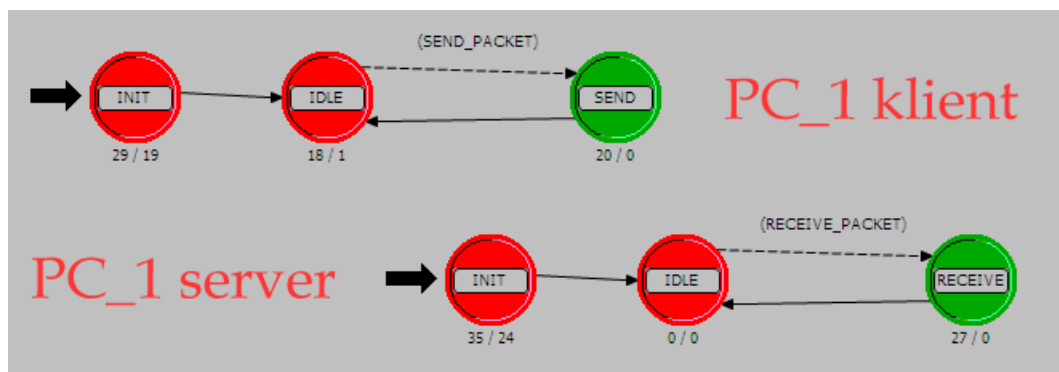 (SEND_PACKET)
INIT
IDLE
SEND
PC_1 klient
29 / 19
18 / 1
20 / 0
(RECEIVE_PACKET)
PC_1 server
INIT
IDLE
RECEIVE
35 / 24
0 / 0
27 / 0